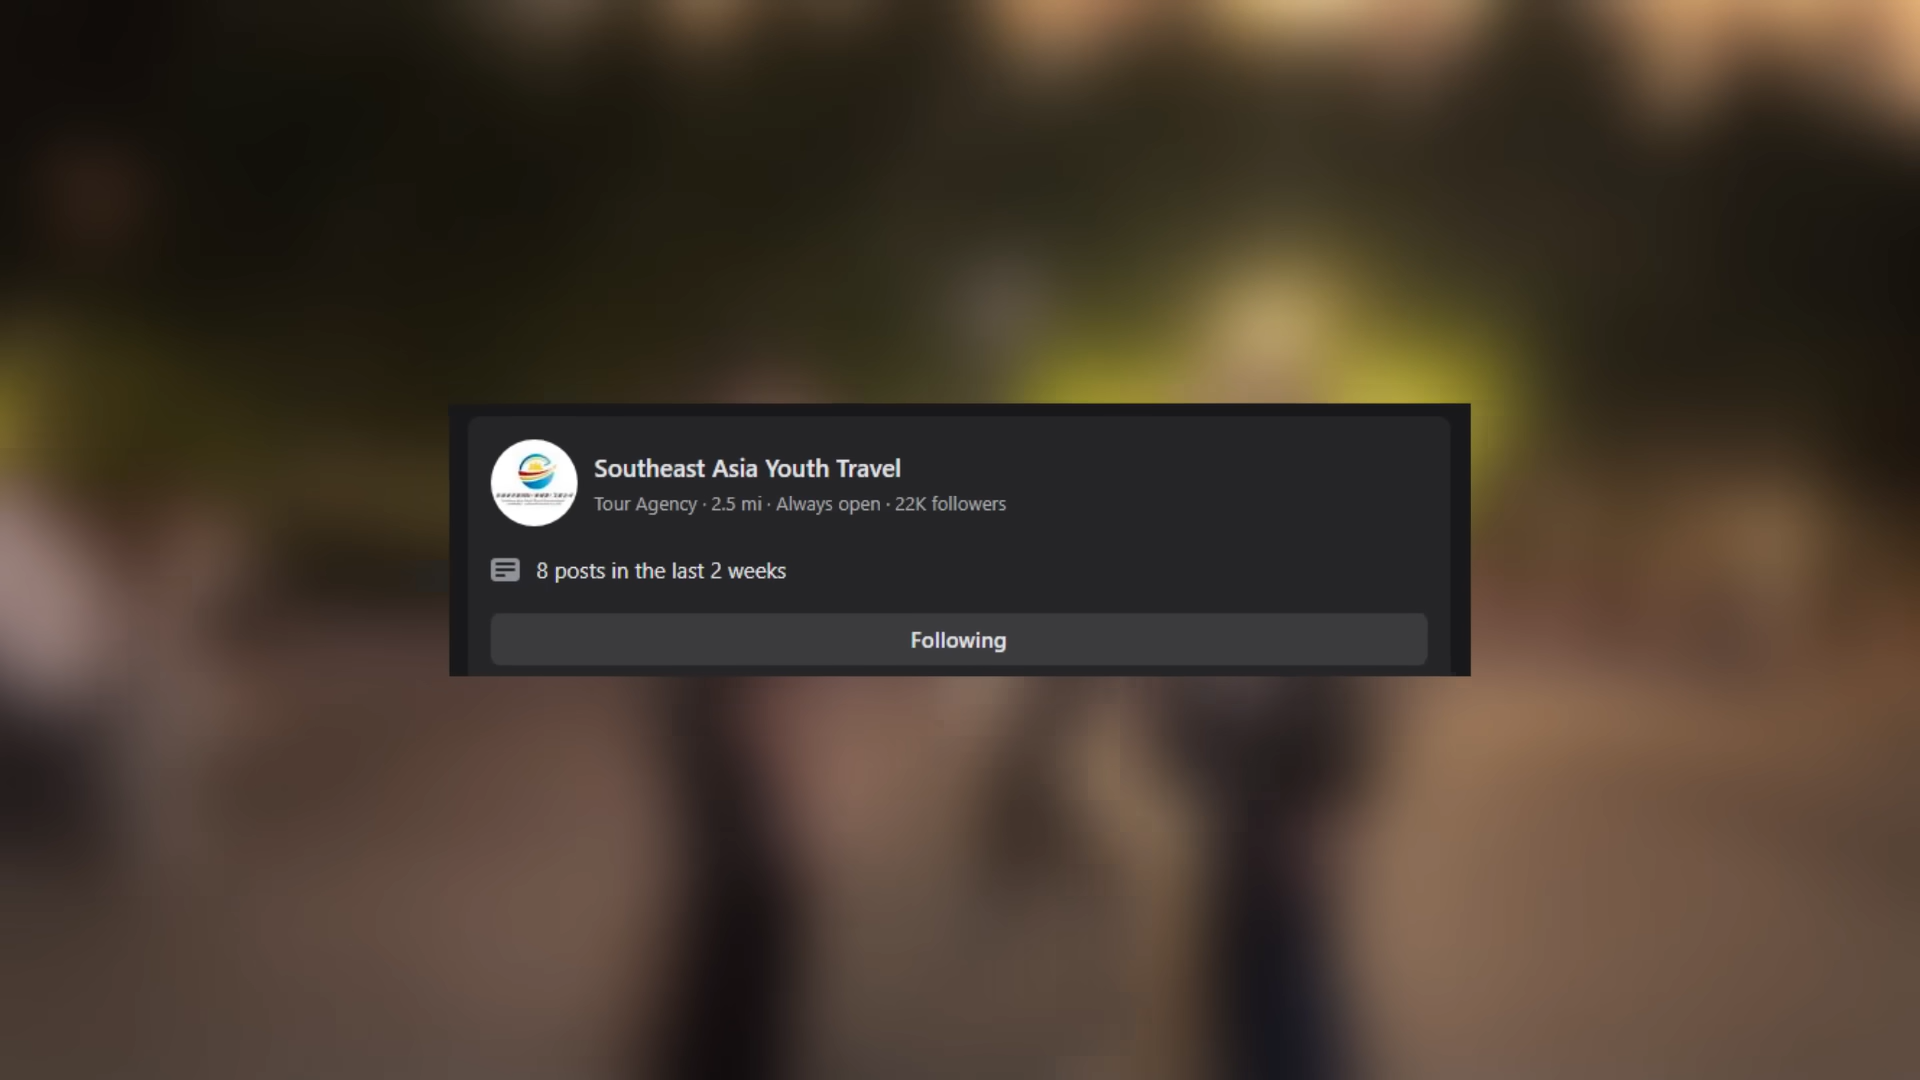 Southeast Asia Youth Travel
Tour Agency · 2.5 mi · Always open · 22K followers
8 posts in the last 2 weeks
Following